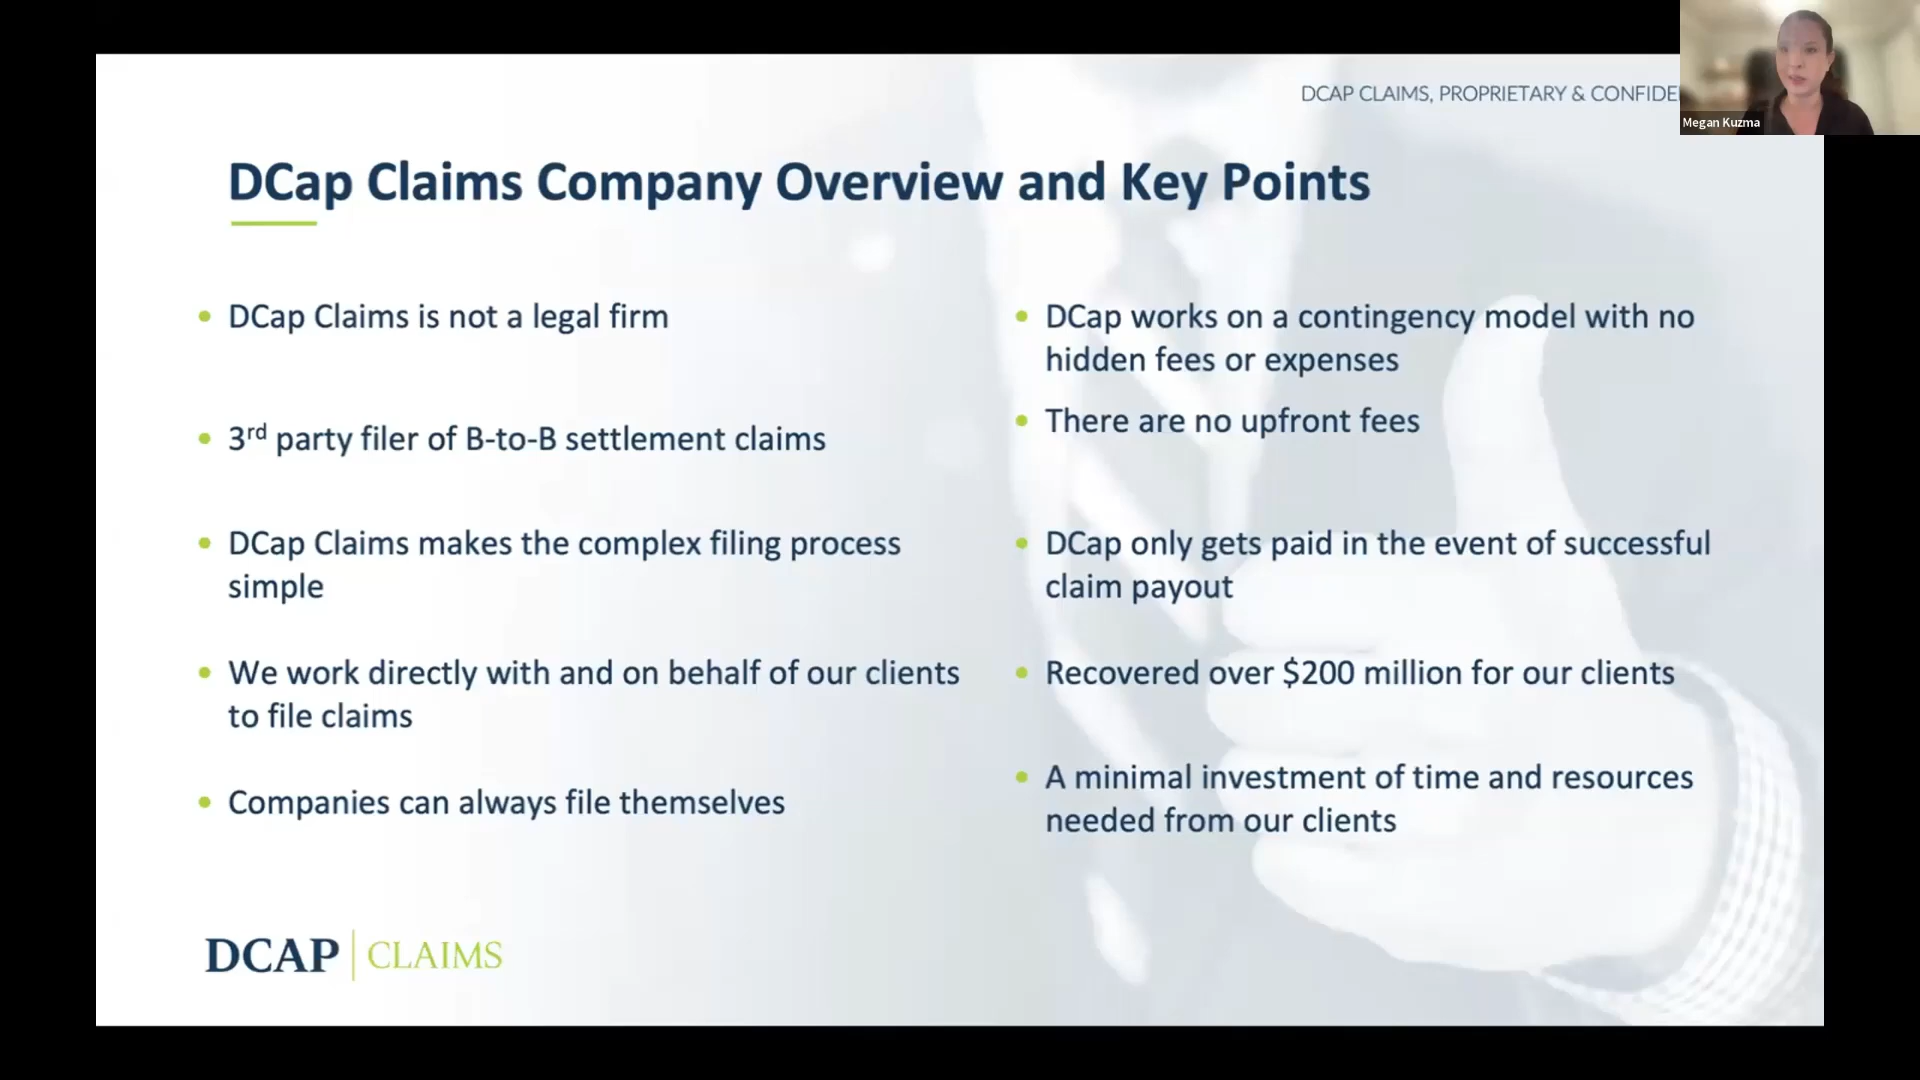 DCAP CLAIMS, PROPRIETARY & CONFIDE
Megan Kuzma
DCap Claims Company Overview and Key Points
• DCap Claims is not a legal firm
• 3rd party filer of B-to-B settlement claims
• DCap Claims makes the complex filing process
simple
• We work directly with and on behalf of our clients
to file claims
• Companies can always file themselves
• DCap works on a contingency model with no
hidden fees or expenses
• There are no upfront fees
• DCap only gets paid in the event of successful
claim payout
• Recovered over $200 million for our clients
• A minimal investment of time and resources
needed from our clients
DCAP | CLAIMS